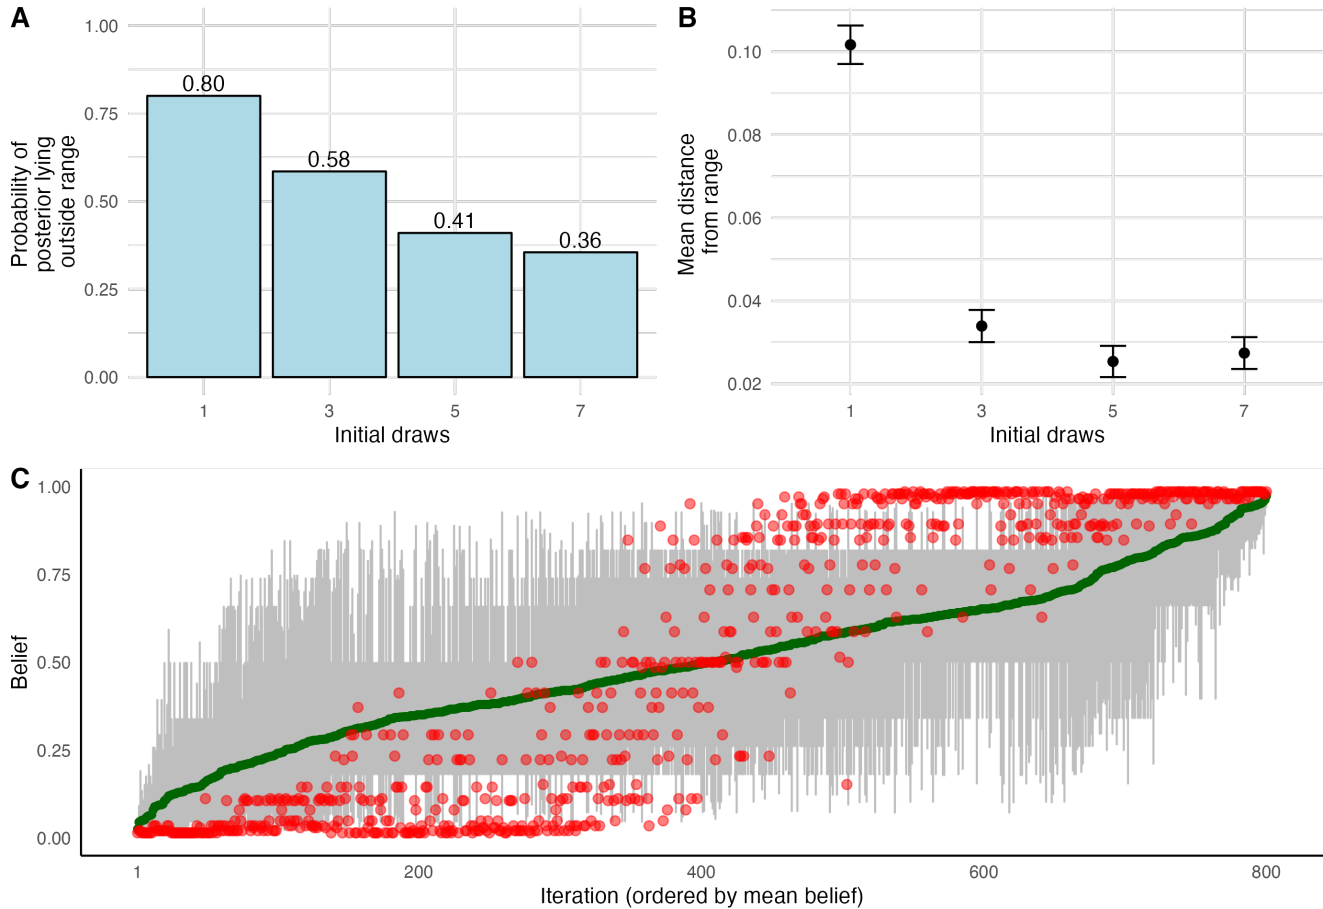 A
1.00
0.75
0.50
0.25
0.00
Probability of
posterior lying
outside range
0.80
0.58
0.41
0.36
1
3
5
7
Initial draws
B
0.10
0.08
0.06
0.04
0.02
Mean distance
from range
1
3
5
7
Initial draws
C
1.00
0.75
0.50
0.25
0.00
Belief
1
200
400
600
800
Iteration (ordered by mean belief)